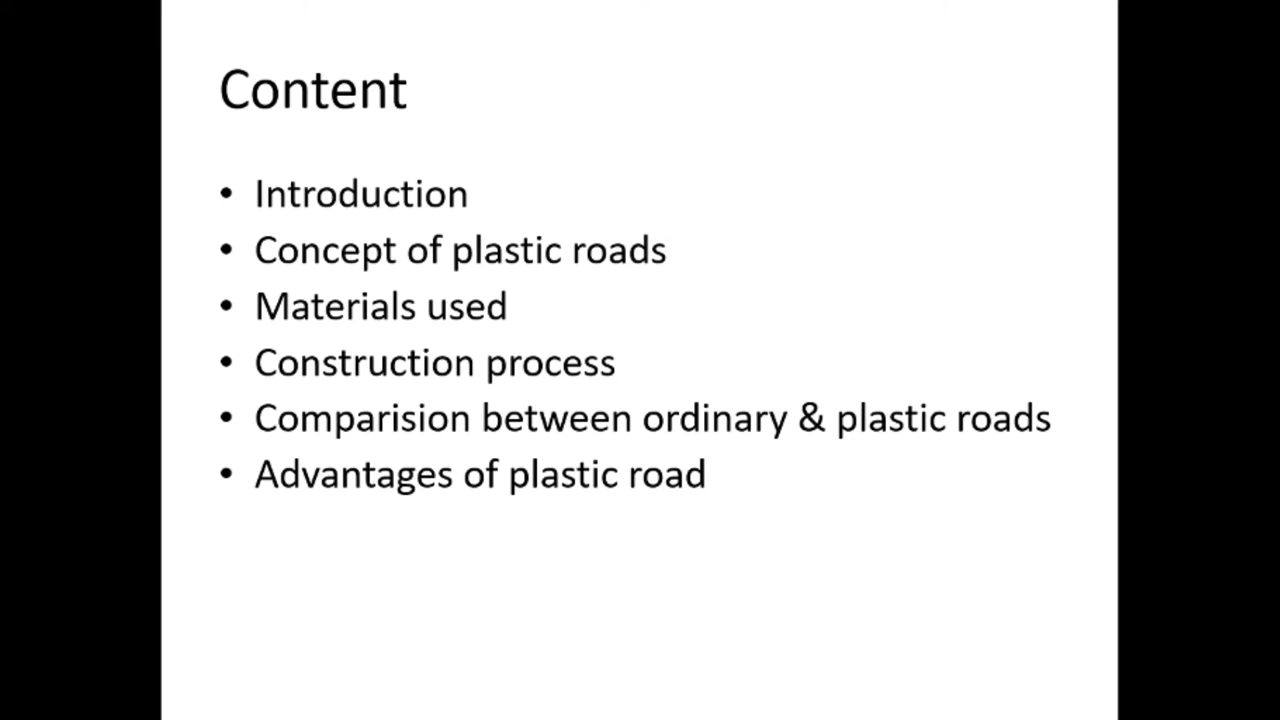 Content
• Introduction
• Concept of plastic roads
• Materials used
• Construction process
• Comparision between ordinary & plastic roads
• Advantages of plastic road